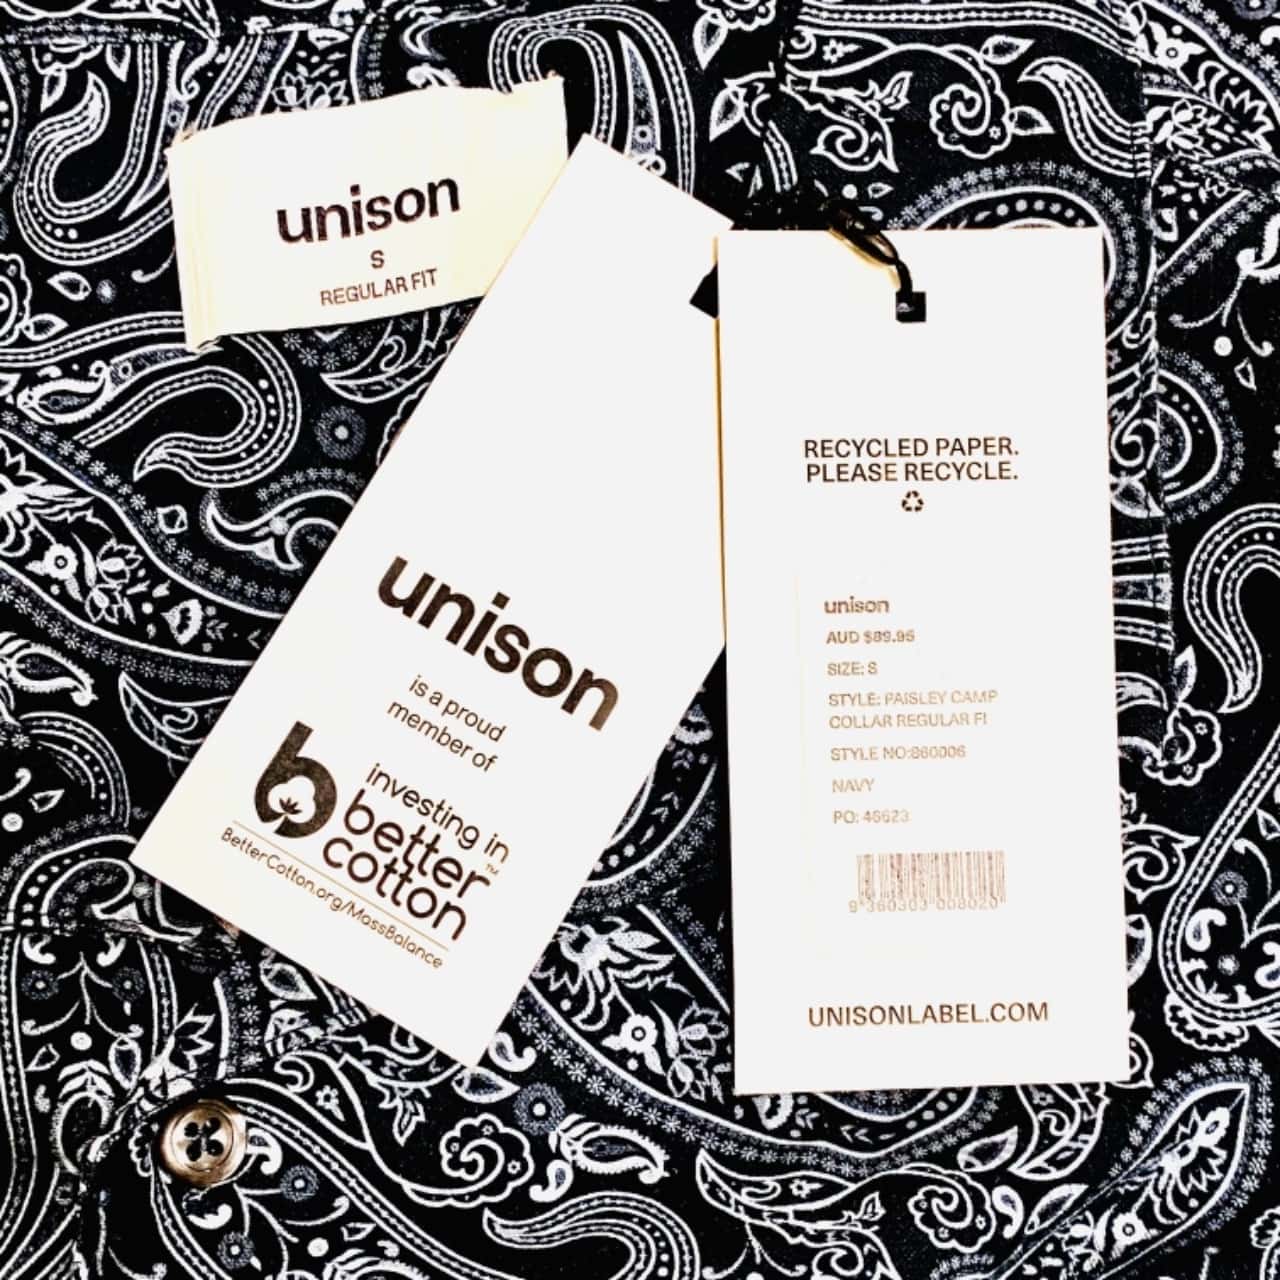 unison
S
REGULAR FIT
unison
is a proud
member of
investing in
better™
cotton
BetterCotton.org/MassBalance
RECYCLED PAPER.
PLEASE RECYCLE.
unison
AUD $89.95
SIZE: S
STYLE: PAISLEY CAMP
COLLAR REGULAR FI
STYLE NO:860006
NAVY
PO: 46623
9 360303 008020
UNISONLABEL.COM